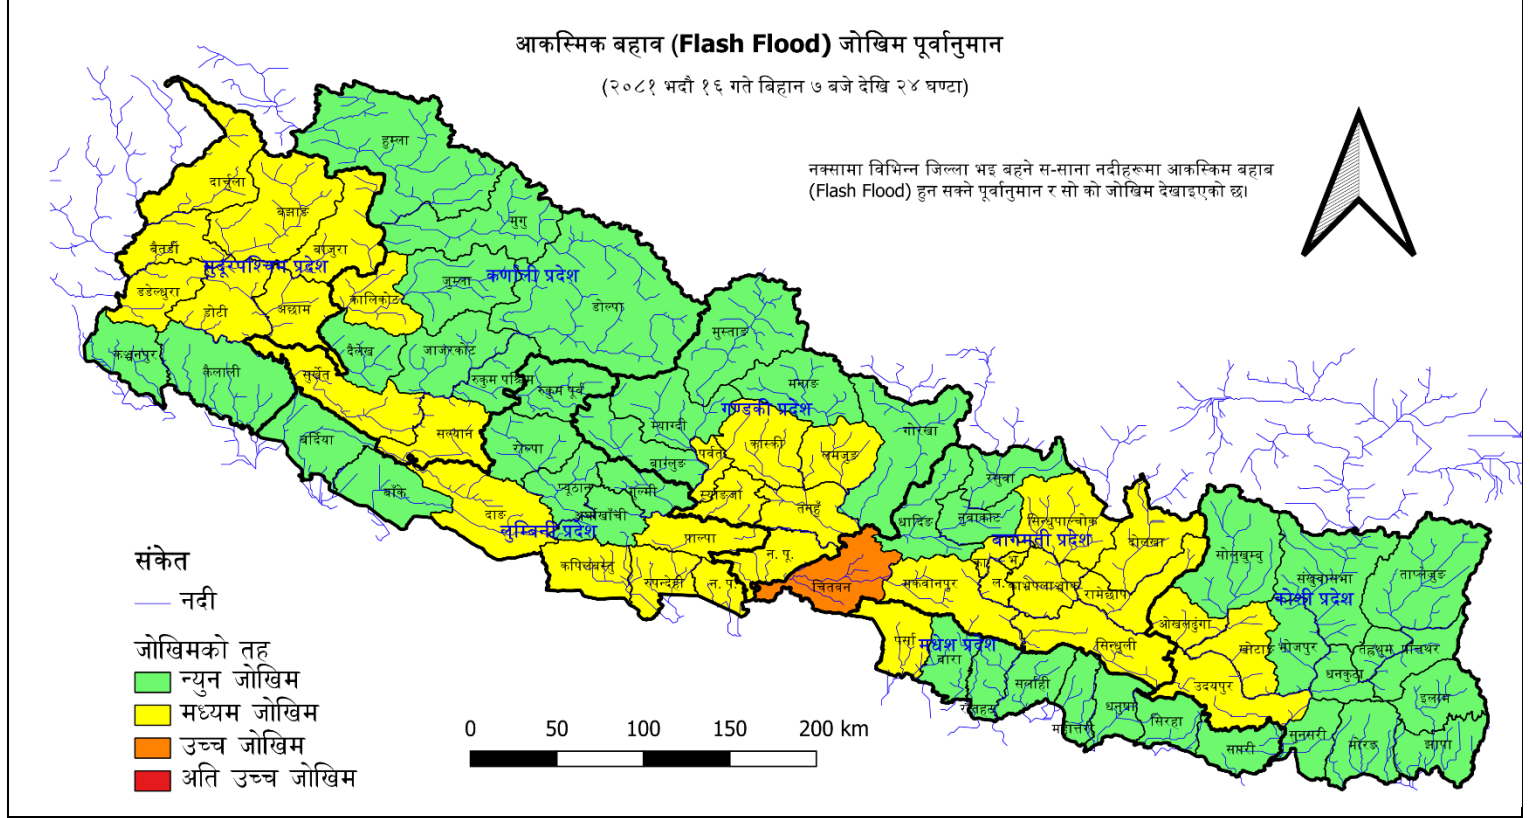 आकस्मिक बहाव (Flash Flood) जोखिम पूर्वानुमान
(२०८१ भदौ १६ गते बिहान ७ बजे देखि २४ घण्टा)
नक्सामा विभिन्न जिल्ला भइ बहने स-साना नदीहरूमा आकस्किम बहाब
(Flash Flood) हुन सक्ने पूर्वानुमान र सो को जोखिम देखाइएको छ।
हुम्ला
दार्चुला
बझाङ
मुगु
बैतडी
बाजुरा
सुदूरपश्चिम प्रदेश
कर्णाली प्रदेश
जुम्ला
डडेल्धुरा
कालिकोट
डोटी
अछाम
डोल्पा
मुस्ताङ
कञ्चनपुर
दैलेख
जाजरकोट
कैलाली
सुर्खेत
रुकुम पश्चिम
रुकुम पूर्व
मनाङ
गण्डकी प्रदेश
म्याग्दी
गोरखा
बर्दिया
सल्यान
रोल्पा
कास्की
लमजुङ
पर्वत
बाग्लुङ
रसुवा
बाँके
प्यूठान
गुल्मी
स्याङजा
तनहुँ
दाङ
अर्घाखाँची
धादिङ
नुवाकोट
सिन्धुपाल्चोक
लुम्बिनी प्रदेश
पाल्पा
बागमती प्रदेश
दोलखा
न. पू.
सोलुखुम्बु
कपिलवस्तु
का.
भ.
रुपन्देही
न. प.
चितवन
मकवानपुर
ल.
काभ्रेपलाञ्चोक
रामेछाप
संखुवासभा
ताप्लेजुङ
कोशी प्रदेश
ओखलढुंगा
पर्सा
मधेश प्रदेश
बारा
सिन्धुली
खोटाङ
भोजपुर
तेह्रथुम
पाँचथर
धनकुटा
सर्लाही
उदयपुर
इलाम
रौतहट
धनुषा
महोत्तरी
सिरहा
सप्तरी
सुनसरी
मोरङ
झापा
संकेत
नदी
जोखिमको तह
न्युन जोखिम
मध्यम जोखिम
उच्च जोखिम
अति उच्च जोखिम
0 50 100 150 200 km